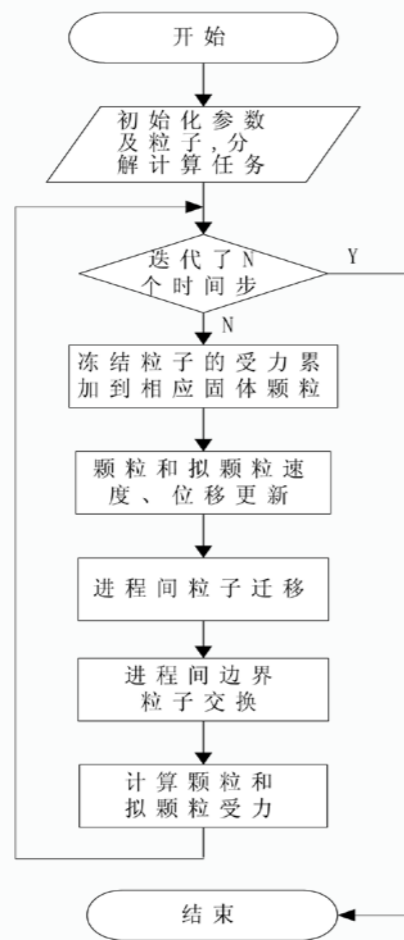 开始
初始化参数
及粒子,分
解计算任务
迭代了N
个时间步
Y
N
冻结粒子的受力累
加到相应固体颗粒
颗粒和拟颗粒速
度、位移更新
进程间粒子迁移
进程间边界
粒子交换
计算颗粒和
拟颗粒受力
结束